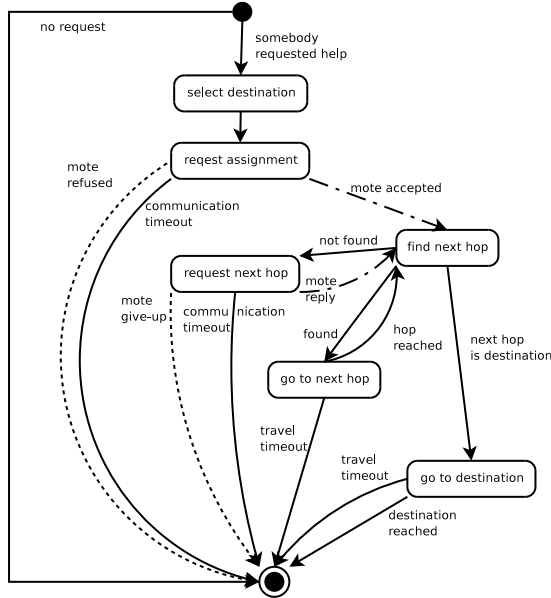 no request
somebody
requested help
select destination
reqest assignment
mote
refused
mote accepted
communication
timeout
not found
find next hop
request next hop
mote
reply
mote
give-up
commu nication
timeout
found
hop
reached
next hop
is destination
go to next hop
travel
timeout
travel
timeout
go to destination
destination
reached